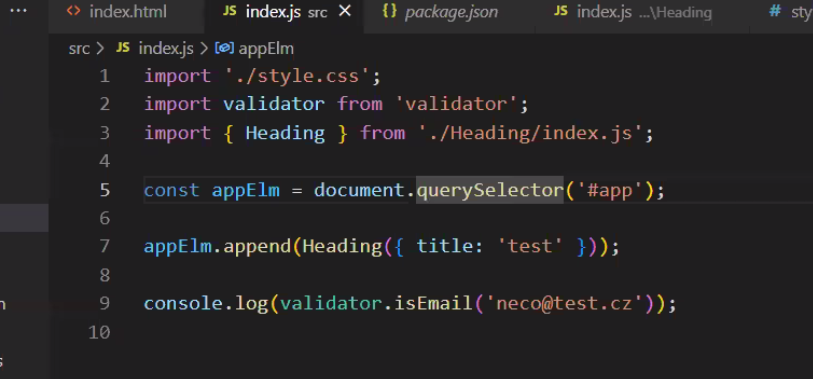 ··· <> index.html JS index.js src × {} package.json JS index.js ...\Heading # sty
src > JS index.js > appElm
1 import './style.css';
2 import validator from 'validator';
3 import { Heading } from './Heading/index.js';
4
5 const appElm = document.querySelector('#app');
6
7 appElm.append(Heading({ title: 'test' }));
8
9 console.log(validator.isEmail('neco@test.cz'));
10